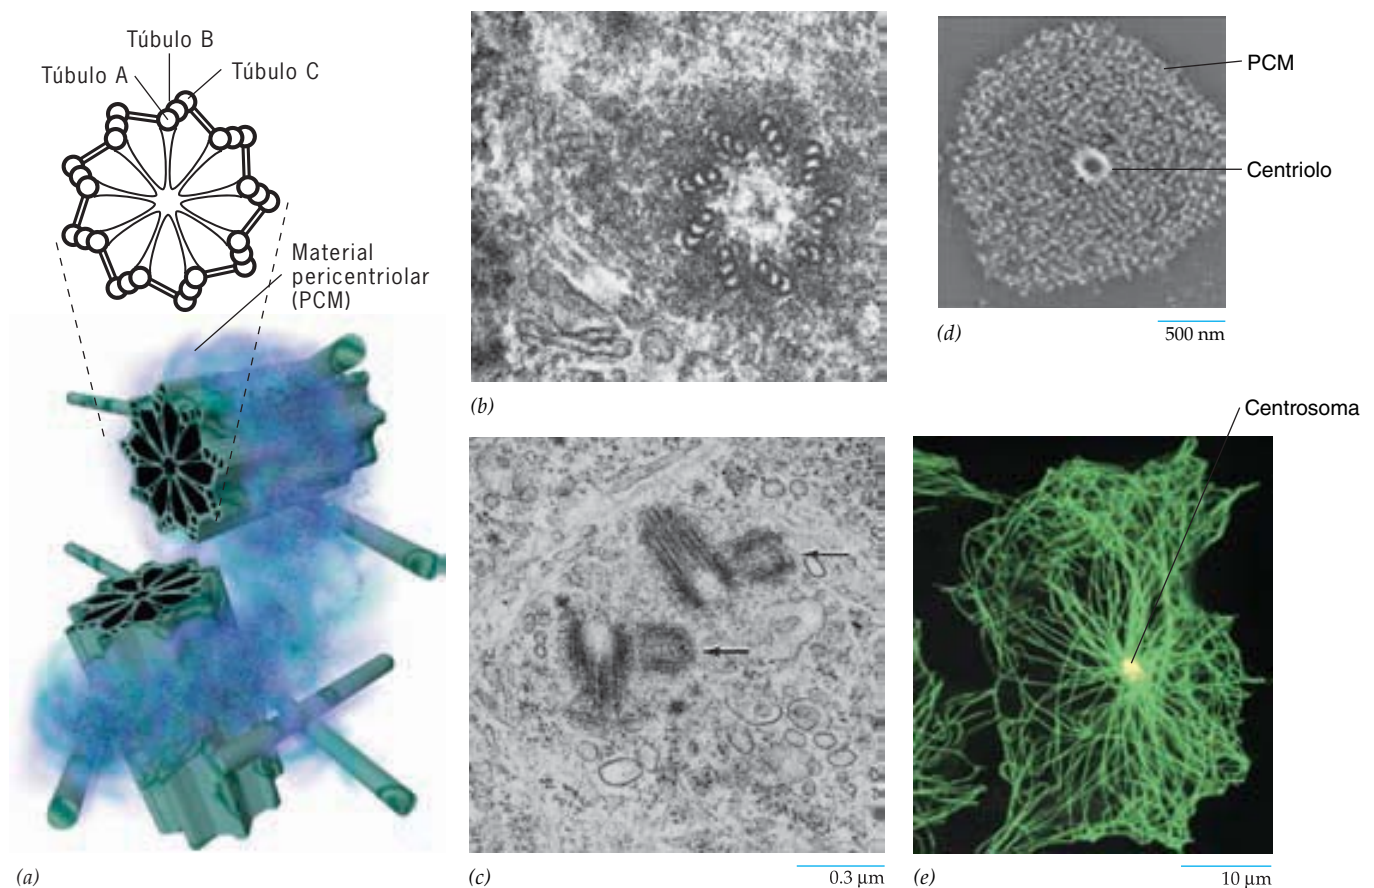 Túbulo B
Túbulo A
Túbulo C
Material
pericentriolar
(PCM)
(a)
(b)
PCM
Centriolo
(d)
500 nm
Centrosoma
(c)
0.3 μm
(e)
10 μm